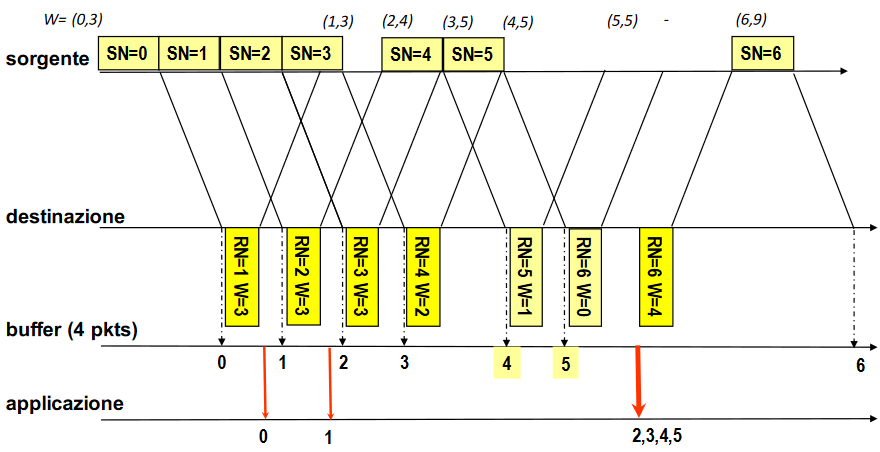 W= (0,3) (1,3) (2,4) (3,5) (4,5) (5,5) - (6,9)
sorgente SN=0 SN=1 SN=2 SN=3 SN=4 SN=5 SN=6
destinazione
RN=1 W=3
RN=2 W=3
RN=3 W=3
RN=4 W=2
RN=5 W=1
RN=6 W=0
RN=6 W=4
buffer (4 pkts)
0 1 2 3 4 5 6
applicazione
0 1 2,3,4,5